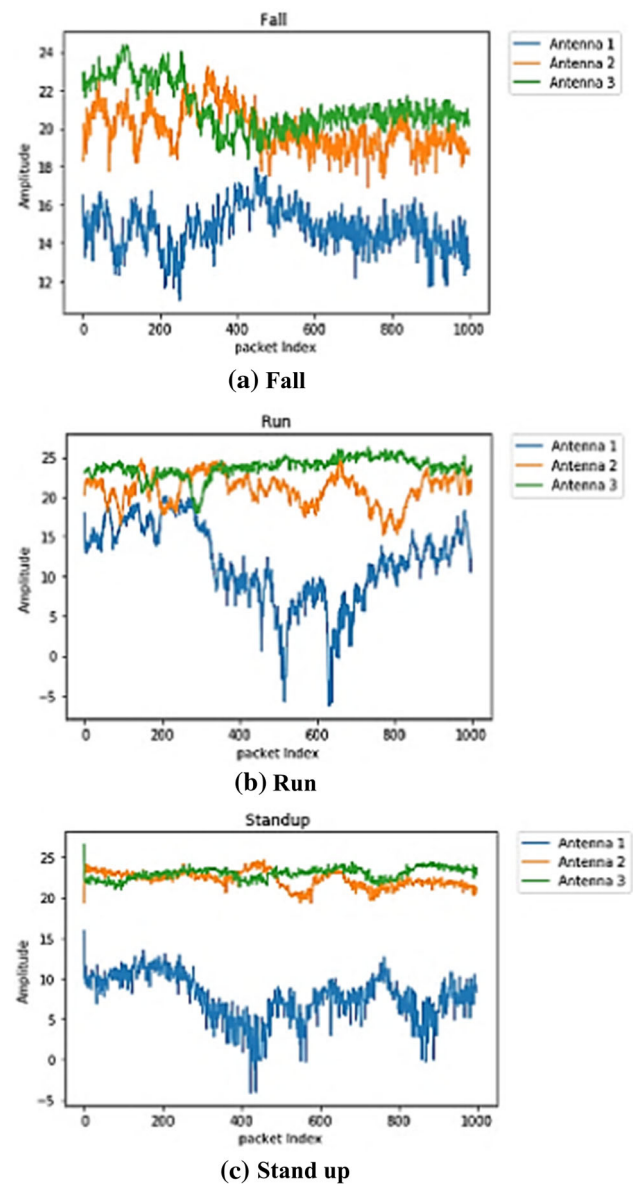 Fall
24
22
20
18
16
14
12
Amplitude
0 200 400 600 800 1000
packet Index
Antenna 1
Antenna 2
Antenna 3
(a) Fall
Run
25
20
15
10
5
0
−5
Amplitude
0 200 400 600 800 1000
packet Index
Antenna 1
Antenna 2
Antenna 3
(b) Run
Standup
25
20
15
10
5
0
−5
Amplitude
0 200 400 600 800 1000
packet Index
Antenna 1
Antenna 2
Antenna 3
(c) Stand up